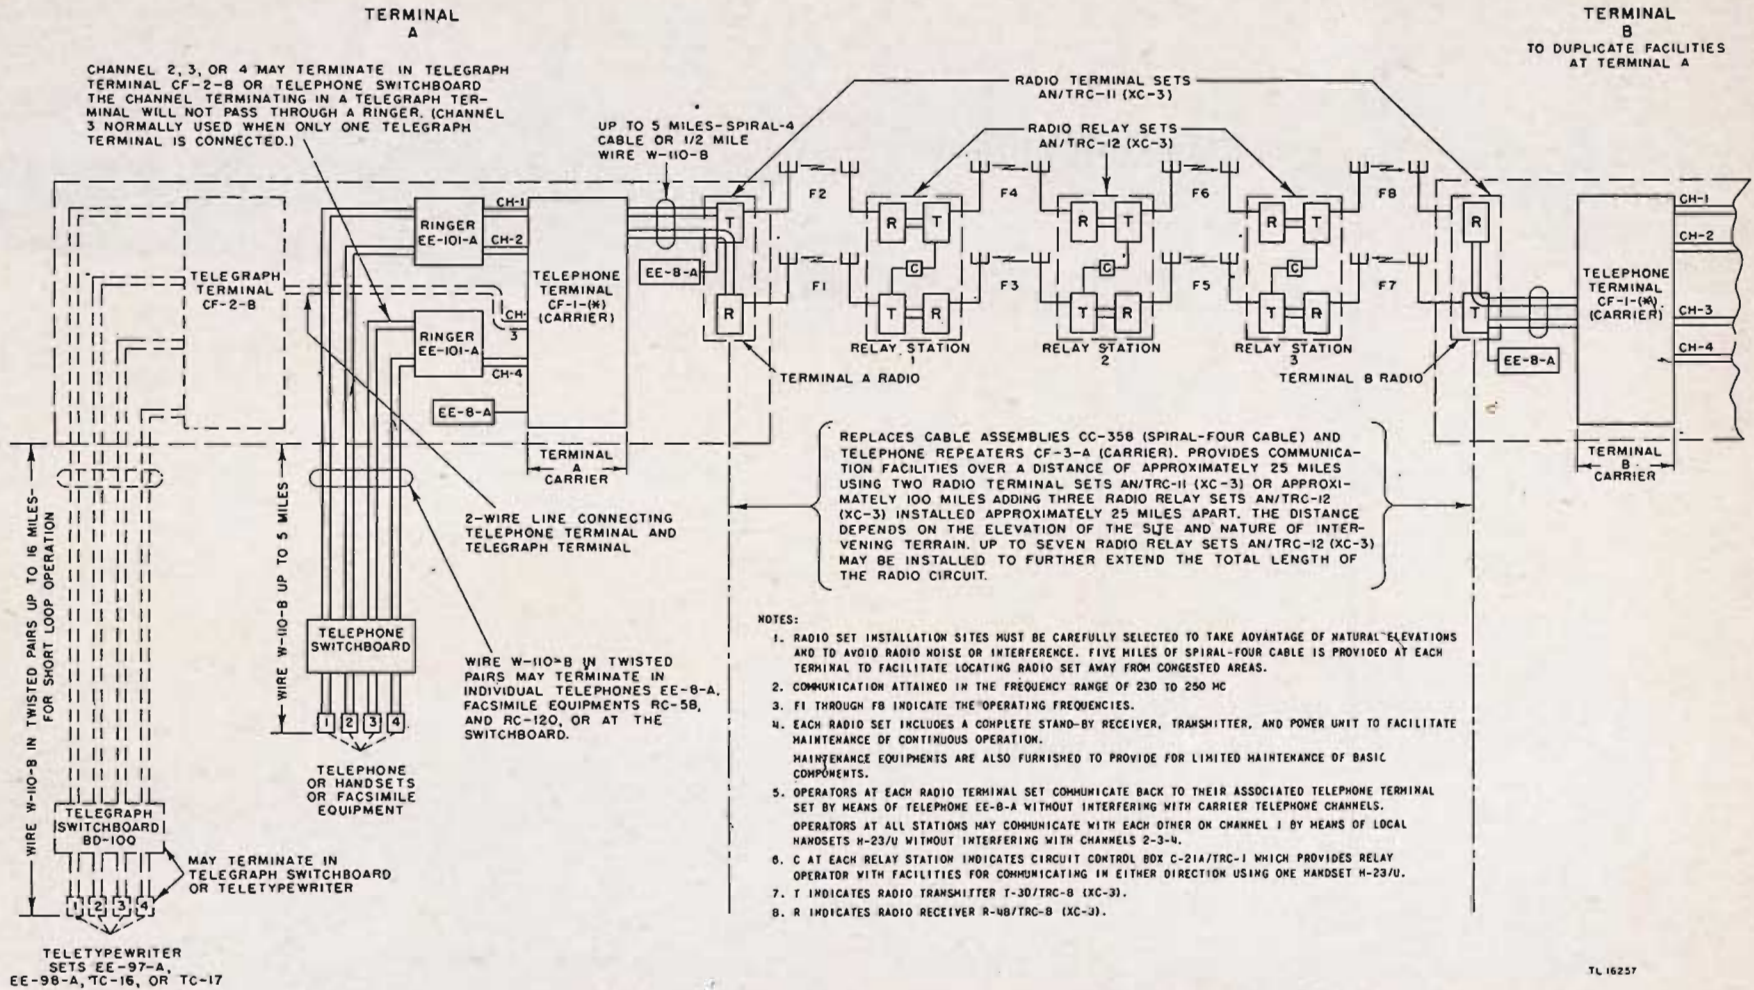 TERMINAL
A
TERMINAL
B
TO DUPLICATE FACILITIES
AT TERMINAL A
CHANNEL 2, 3, OR 4 MAY TERMINATE IN TELEGRAPH
TERMINAL CF-2-B OR TELEPHONE SWITCHBOARD
THE CHANNEL TERMINATING IN A TELEGRAPH TER-
MINAL WILL NOT PASS THROUGH A RINGER. (CHANNEL
3 NORMALLY USED WHEN ONLY ONE TELEGRAPH
TERMINAL IS CONNECTED.)
UP TO 5 MILES-SPIRAL-4
CABLE OR 1/2 MILE
WIRE W-110-B
RADIO TERMINAL SETS
AN/TRC-11 (XC-3)
RADIO RELAY SETS
AN/TRC-12 (XC-3)
F2
F4
F6
F8
F1
F3
F5
F7
TELEGRAPH
TERMINAL
CF-2-B
RINGER
EE-101-A
RINGER
EE-101-A
CH-1
CH-2
CH-
3
CH-4
TELEPHONE
TERMINAL
CF-1-(*)
(CARRIER)
EE-8-A
EE-8-A
T
R
R
T
C
T
R
R
T
C
T
R
R
T
C
T
R
R
T
RELAY STATION
1
RELAY STATION
2
RELAY STATION
3
TERMINAL A RADIO
TERMINAL B RADIO
EE-8-A
TELEPHONE
TERMINAL
CF-1-(*)
(CARRIER)
CH-1
CH-2
CH-3
CH-4
TERMINAL
A
CARRIER
TERMINAL
B
CARRIER
REPLACES CABLE ASSEMBLIES CC-358 (SPIRAL-FOUR CABLE) AND
TELEPHONE REPEATERS CF-3-A (CARRIER). PROVIDES COMMUNICA-
TION FACILITIES OVER A DISTANCE OF APPROXIMATELY 25 MILES
USING TWO RADIO TERMINAL SETS AN/TRC-11 (XC-3) OR APPROXI-
MATELY 100 MILES ADDING THREE RADIO RELAY SETS AN/TRC-12
(XC-3) INSTALLED APPROXIMATELY 25 MILES APART. THE DISTANCE
DEPENDS ON THE ELEVATION OF THE SITE AND NATURE OF INTER-
VENING TERRAIN. UP TO SEVEN RADIO RELAY SETS AN/TRC-12 (XC-3)
MAY BE INSTALLED TO FURTHER EXTEND THE TOTAL LENGTH OF
THE RADIO CIRCUIT.
WIRE W-110-B IN TWISTED PAIRS UP TO 16 MILES-
FOR SHORT LOOP OPERATION
WIRE W-110-B UP TO 5 MILES
2-WIRE LINE CONNECTING
TELEPHONE TERMINAL AND
TELEGRAPH TERMINAL
TELEPHONE
SWITCHBOARD
1 2 3 4
TELEPHONE
OR HANDSETS
OR FACSIMILE
EQUIPMENT
WIRE W-110-B IN TWISTED
PAIRS MAY TERMINATE IN
INDIVIDUAL TELEPHONES EE-8-A,
FACSIMILE EQUIPMENTS RC-58,
AND RC-120, OR AT THE
SWITCHBOARD.
TELEGRAPH
SWITCHBOARD
BD-100
MAY TERMINATE IN
TELEGRAPH SWITCHBOARD
OR TELETYPEWRITER
1 2 3 4
TELETYPEWRITER
SETS EE-97-A,
EE-98-A, TC-16, OR TC-17
NOTES:
1. RADIO SET INSTALLATION SITES MUST BE CAREFULLY SELECTED TO TAKE ADVANTAGE OF NATURAL ELEVATIONS
AND TO AVOID RADIO NOISE OR INTERFERENCE. FIVE MILES OF SPIRAL-FOUR CABLE IS PROVIDED AT EACH
TERMINAL TO FACILITATE LOCATING RADIO SET AWAY FROM CONGESTED AREAS.
2. COMMUNICATION ATTAINED IN THE FREQUENCY RANGE OF 230 TO 250 MC
3. F1 THROUGH F8 INDICATE THE OPERATING FREQUENCIES.
4. EACH RADIO SET INCLUDES A COMPLETE STAND-BY RECEIVER, TRANSMITTER, AND POWER UNIT TO FACILITATE
MAINTENANCE OF CONTINUOUS OPERATION.
MAINTENANCE EQUIPMENTS ARE ALSO FURNISHED TO PROVIDE FOR LIMITED MAINTENANCE OF BASIC
COMPONENTS.
5. OPERATORS AT EACH RADIO TERMINAL SET COMMUNICATE BACK TO THEIR ASSOCIATED TELEPHONE TERMINAL
SET BY MEANS OF TELEPHONE EE-8-A WITHOUT INTERFERING WITH CARRIER TELEPHONE CHANNELS.
OPERATORS AT ALL STATIONS MAY COMMUNICATE WITH EACH OTHER ON CHANNEL 1 BY MEANS OF LOCAL
HANDSETS H-23/U WITHOUT INTERFERING WITH CHANNELS 2-3-4.
6. C AT EACH RELAY STATION INDICATES CIRCUIT CONTROL BOX C-21A/TRC-1 WHICH PROVIDES RELAY
OPERATOR WITH FACILITIES FOR COMMUNICATING IN EITHER DIRECTION USING ONE HANDSET H-23/U.
7. T INDICATES RADIO TRANSMITTER T-30/TRC-8 (XC-3).
8. R INDICATES RADIO RECEIVER R-48/TRC-8 (XC-3).
TL 16257